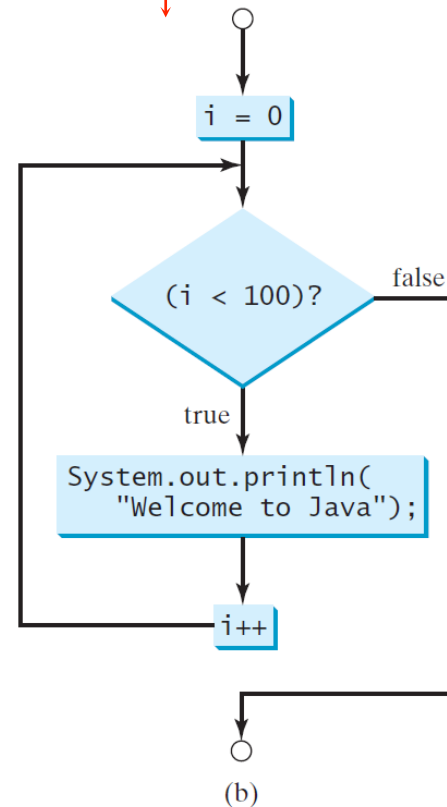 i = 0
(i < 100)?
false
true
System.out.println(
"Welcome to Java");
i++
(b)